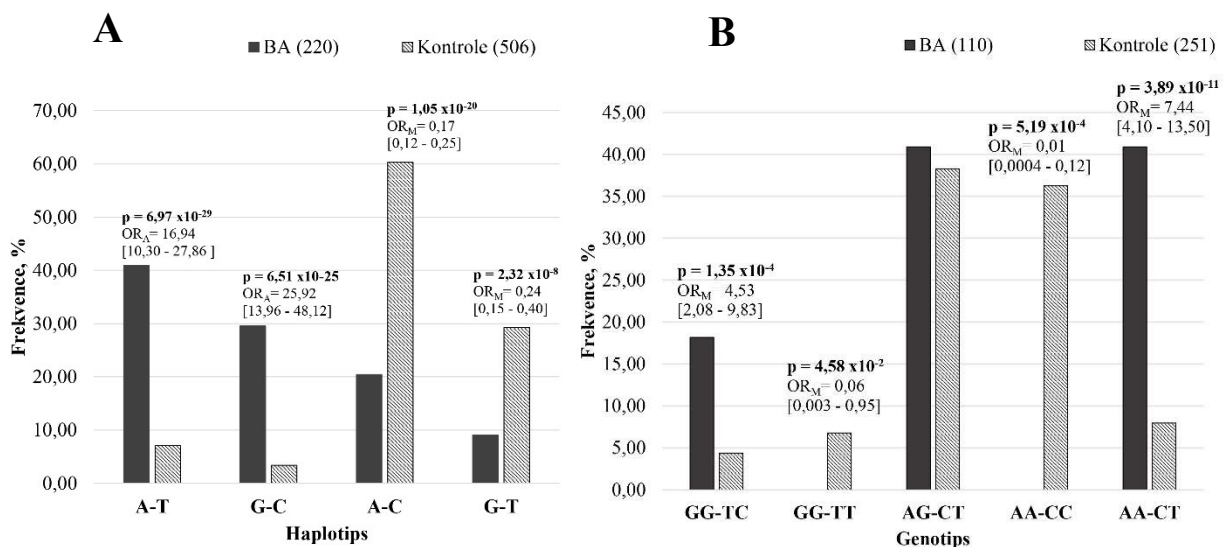 A
BA (220)
Kontrole (506)
70,00
60,00
50,00
40,00
30,00
20,00
10,00
0,00
Frekvence, %
p = 6,97 x10-29
ORA= 16,94
[10,30 - 27,86 ]
p = 6,51 x10-25
ORA= 25,92
[13,96 - 48,12]
p = 1,05 x10-20
ORM= 0,17
[0,12 - 0,25]
p = 2,32 x10-8
ORM= 0,24
[0,15 - 0,40]
A-T
G-C
A-C
G-T
Haplotips
B
BA (110)
Kontrole (251)
45,00
40,00
35,00
30,00
25,00
20,00
15,00
10,00
5,00
0,00
Frekvence, %
p = 1,35 x10-4
ORM= 4,53
[2,08 - 9,83]
p = 4,58 x10-2
ORM= 0,06
[0,003 - 0,95]
p = 5,19 x10-4
ORM= 0,01
[0,0004 - 0,12]
p = 3,89 x10-11
ORM= 7,44
[4,10 - 13,50]
GG-TC
GG-TT
AG-CT
AA-CC
AA-CT
Genotips